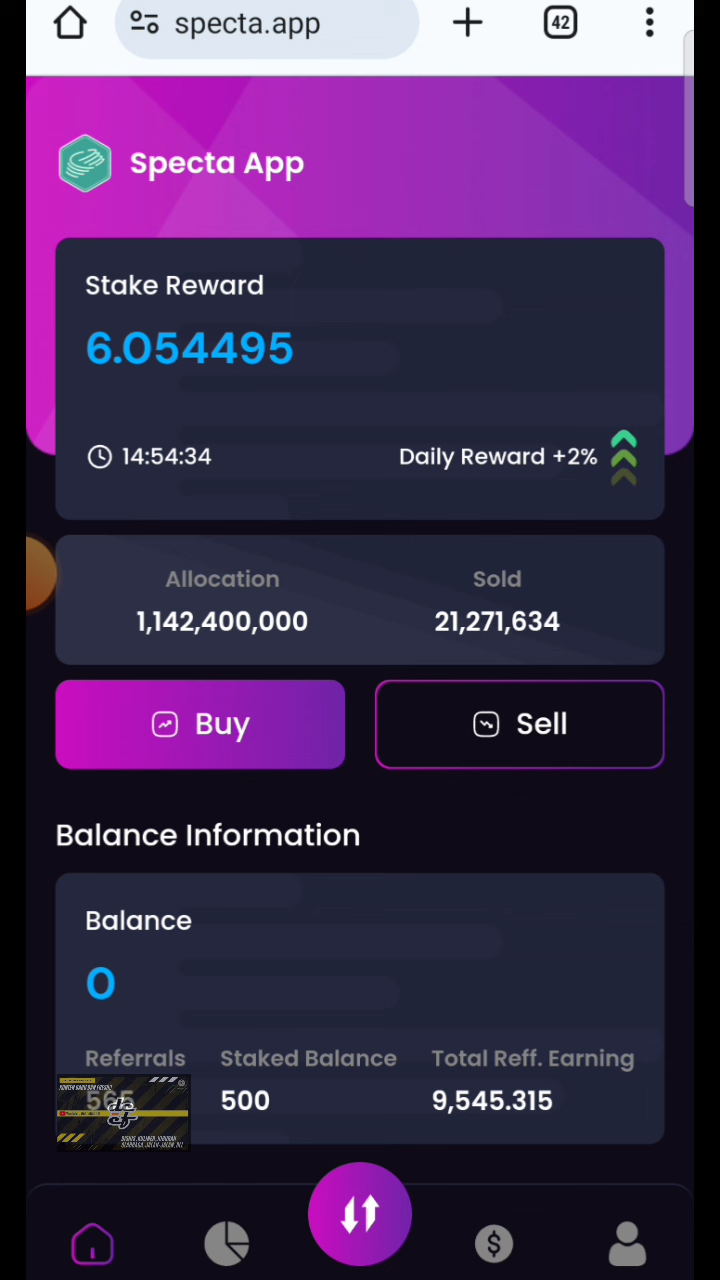 specta.app
42
Specta App
Stake Reward
6.054495
14:54:34
Daily Reward +2%
Allocation
Sold
1,142,400,000
21,271,634
Buy
Sell
Balance Information
Balance
0
Referrals
Staked Balance
Total Reff. Earning
565
500
9,545.315